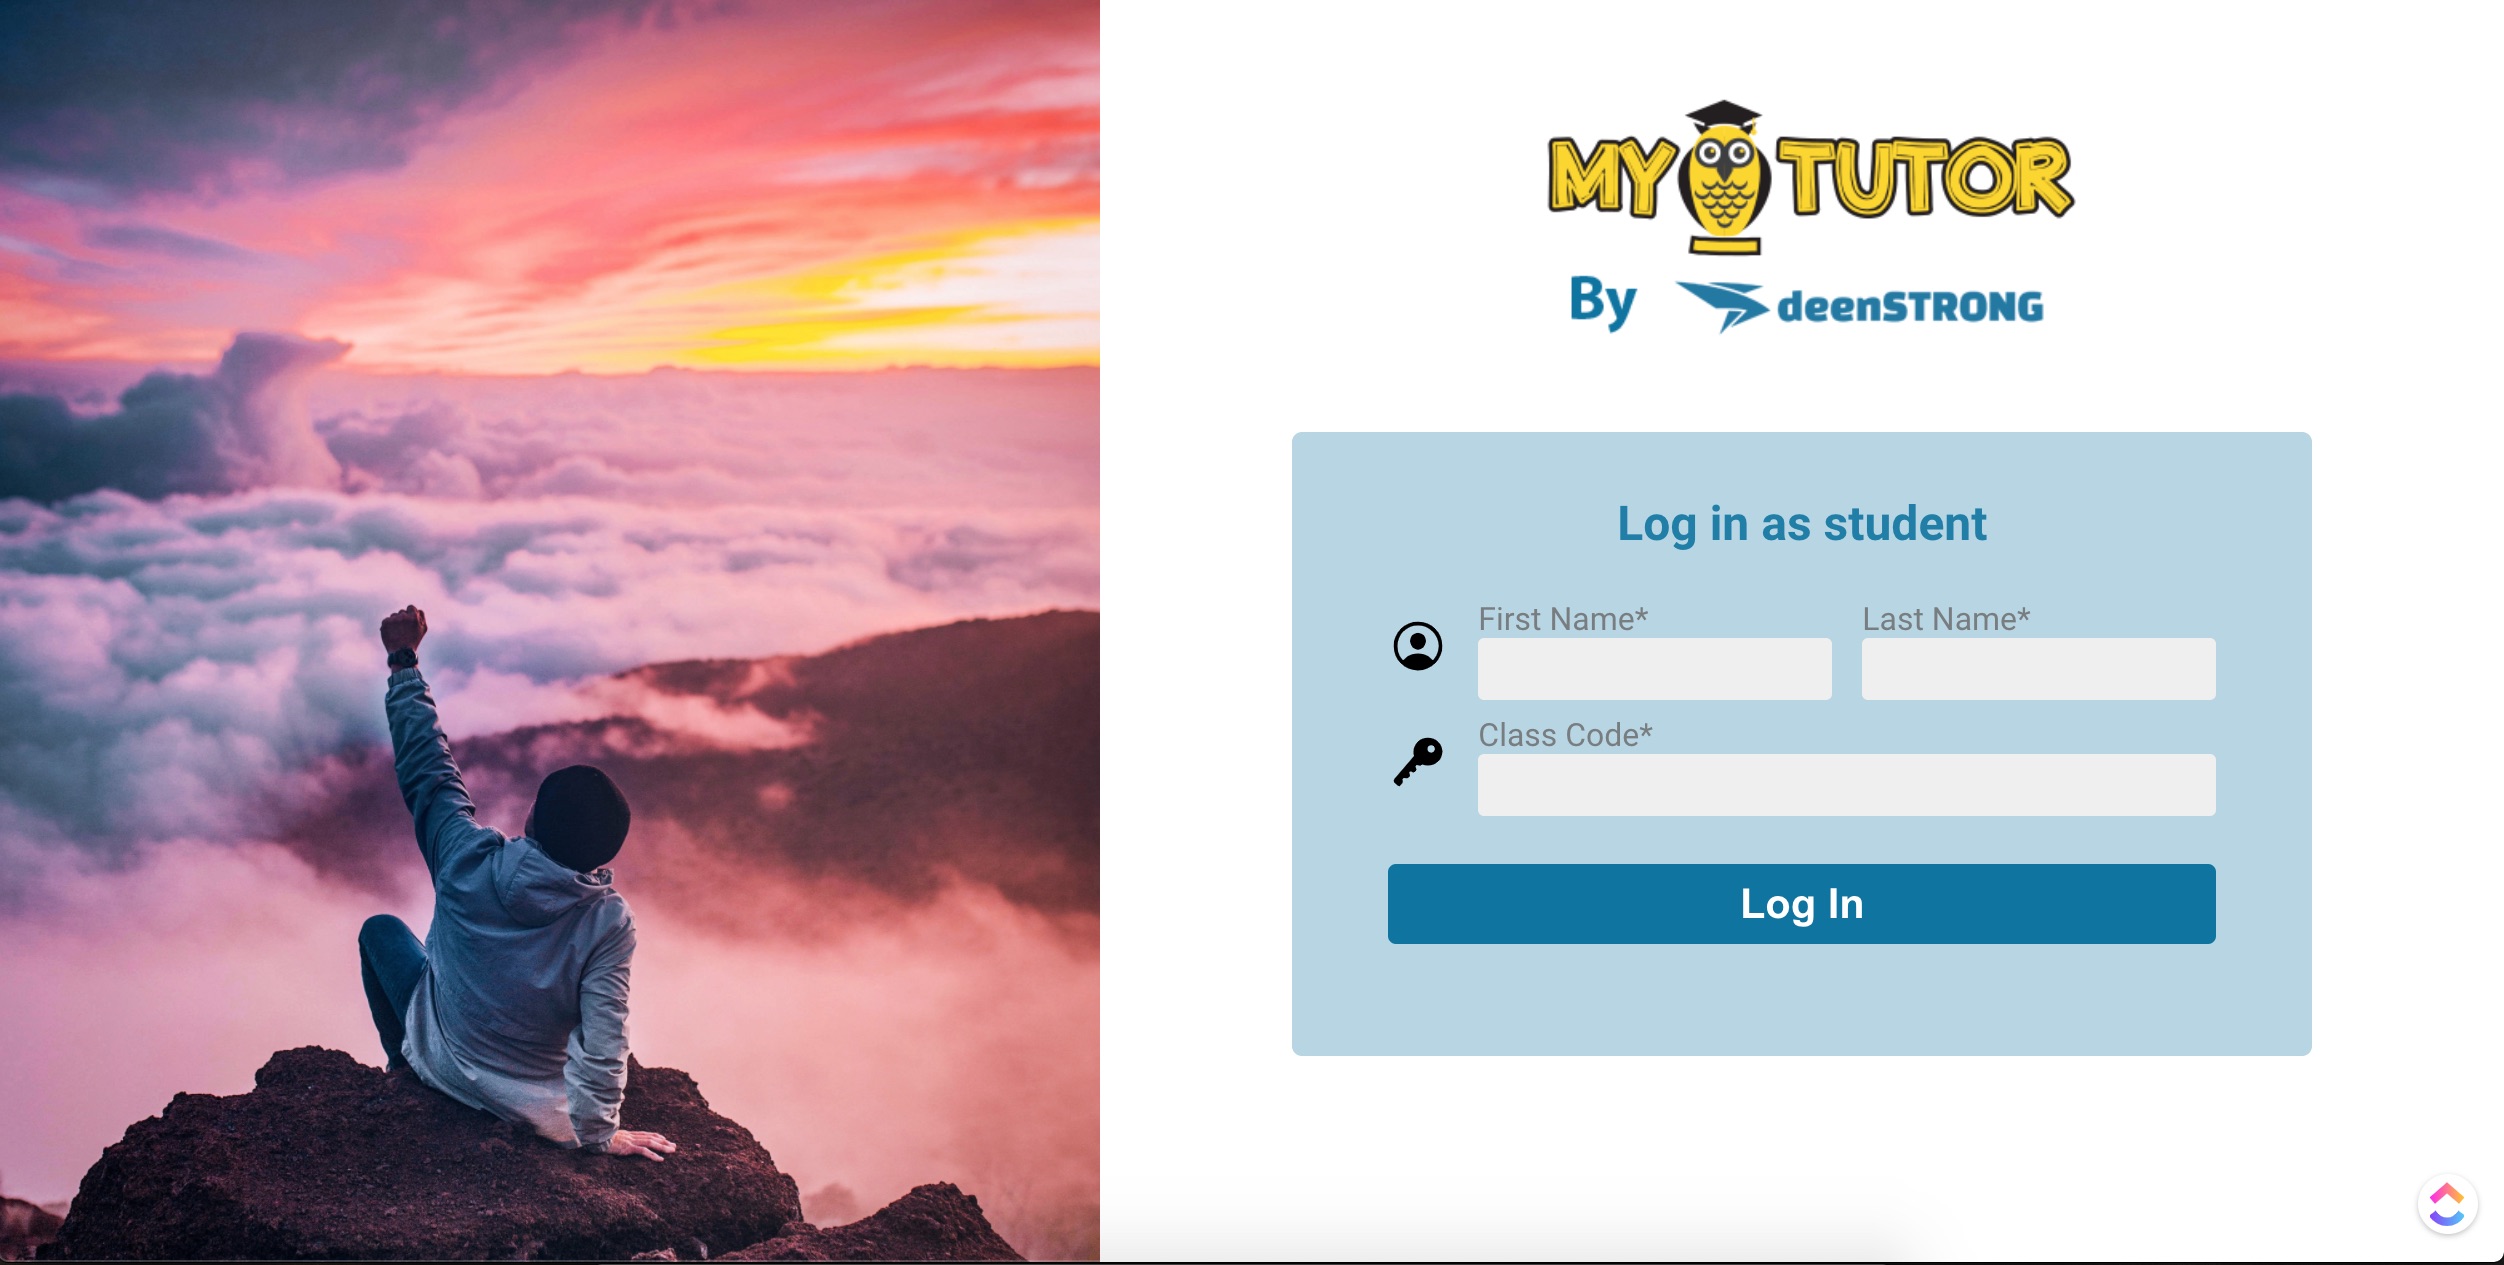 MY TUTOR
By deenSTRONG
Log in as student
First Name* Last Name*
Class Code*
Log In